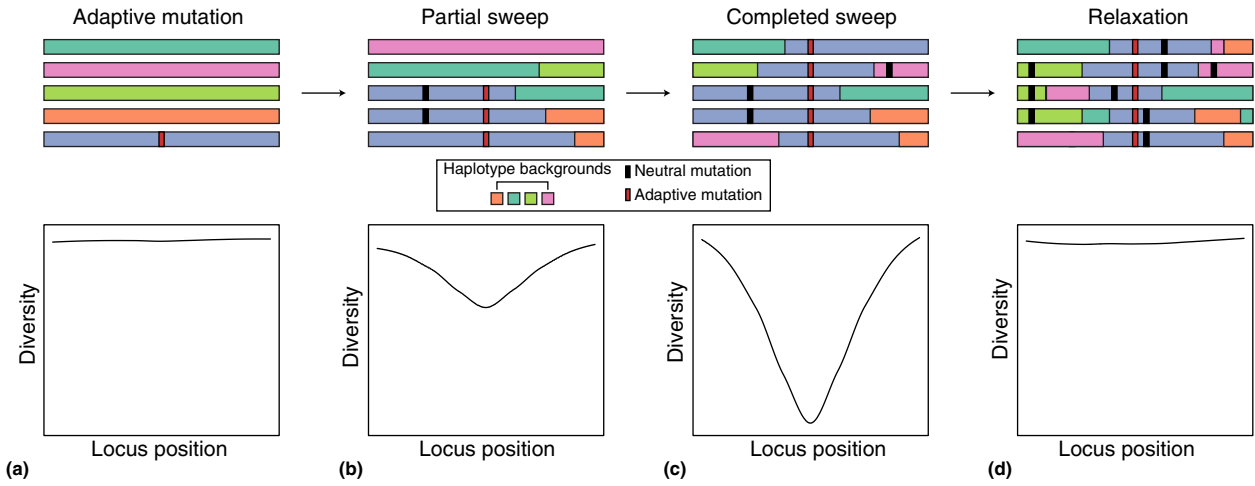 Adaptive mutation
Partial sweep
Completed sweep
Relaxation
Haplotype backgrounds
Neutral mutation
Adaptive mutation
Diversity
Locus position
(a)
Diversity
Locus position
(b)
Diversity
Locus position
(c)
Diversity
Locus position
(d)